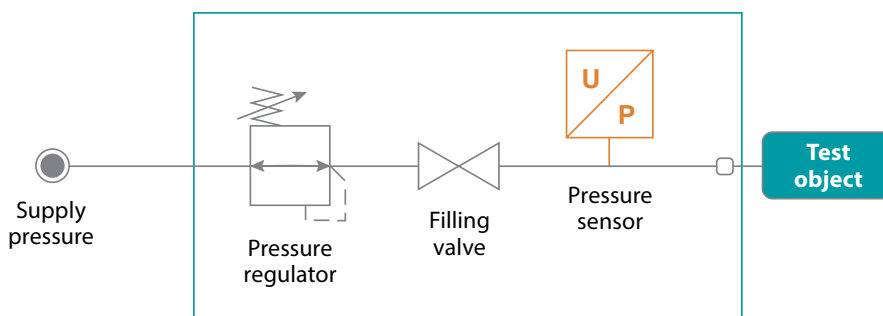 Supply
pressure
Pressure
regulator
Filling
valve
U
P
Pressure
sensor
Test
object